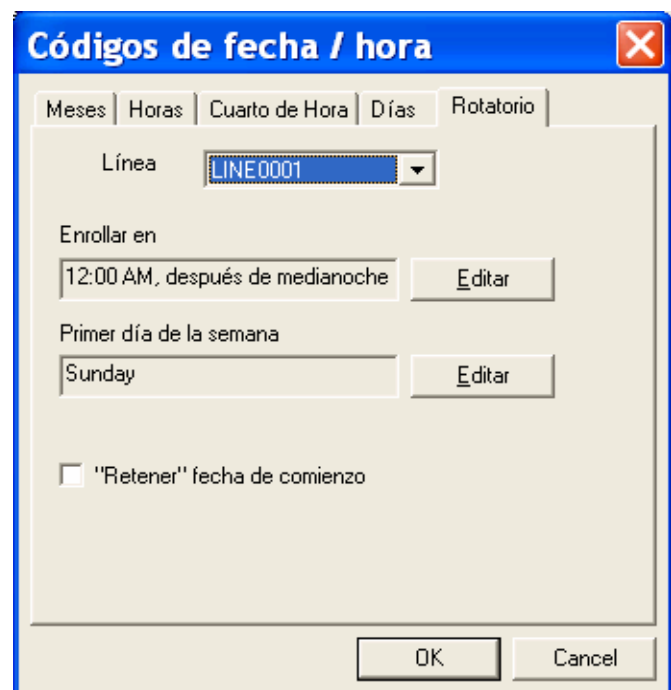 Códigos de fecha / hora
Meses Horas Cuarto de Hora Días Rotatorio
Línea LINE0001
Enrollar en
12:00 AM, después de medianoche Editar
Primer día de la semana
Sunday Editar
"Retener" fecha de comienzo
OK Cancel